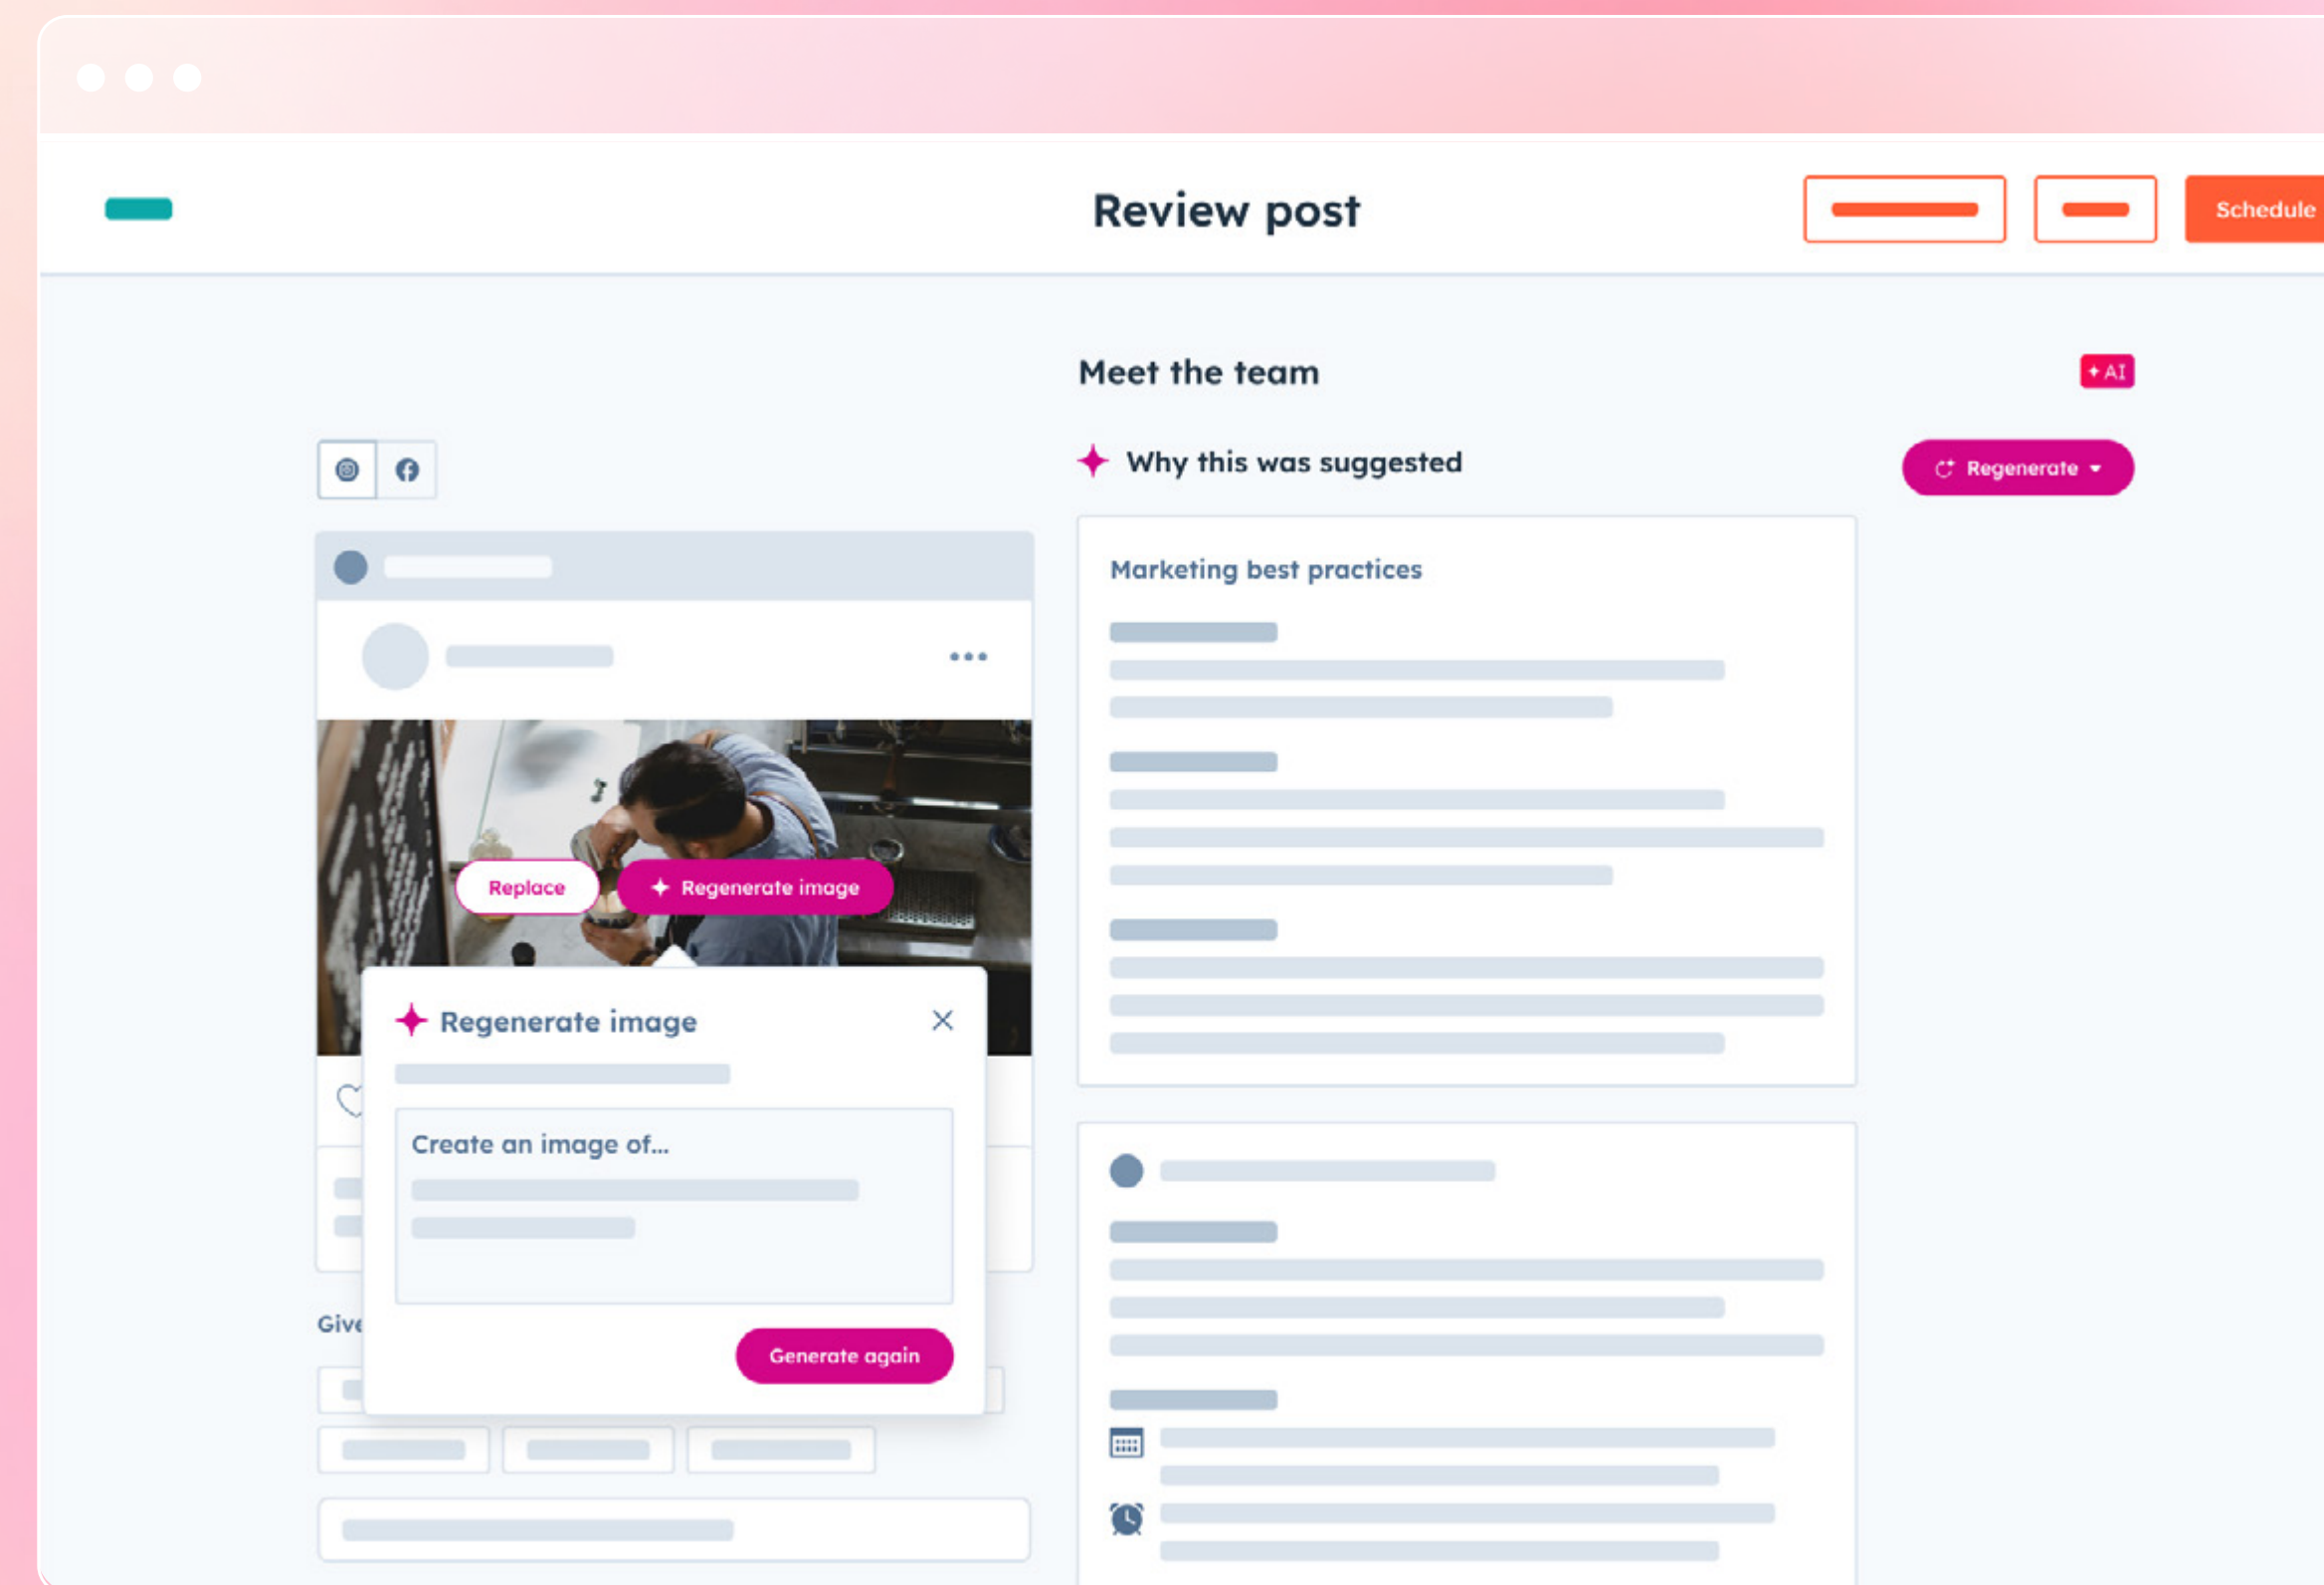 Review post
Schedule
Meet the team
AI
Why this was suggested
Regenerate
Marketing best practices
Replace
Regenerate image
Regenerate image
Create an image of...
Give
Generate again